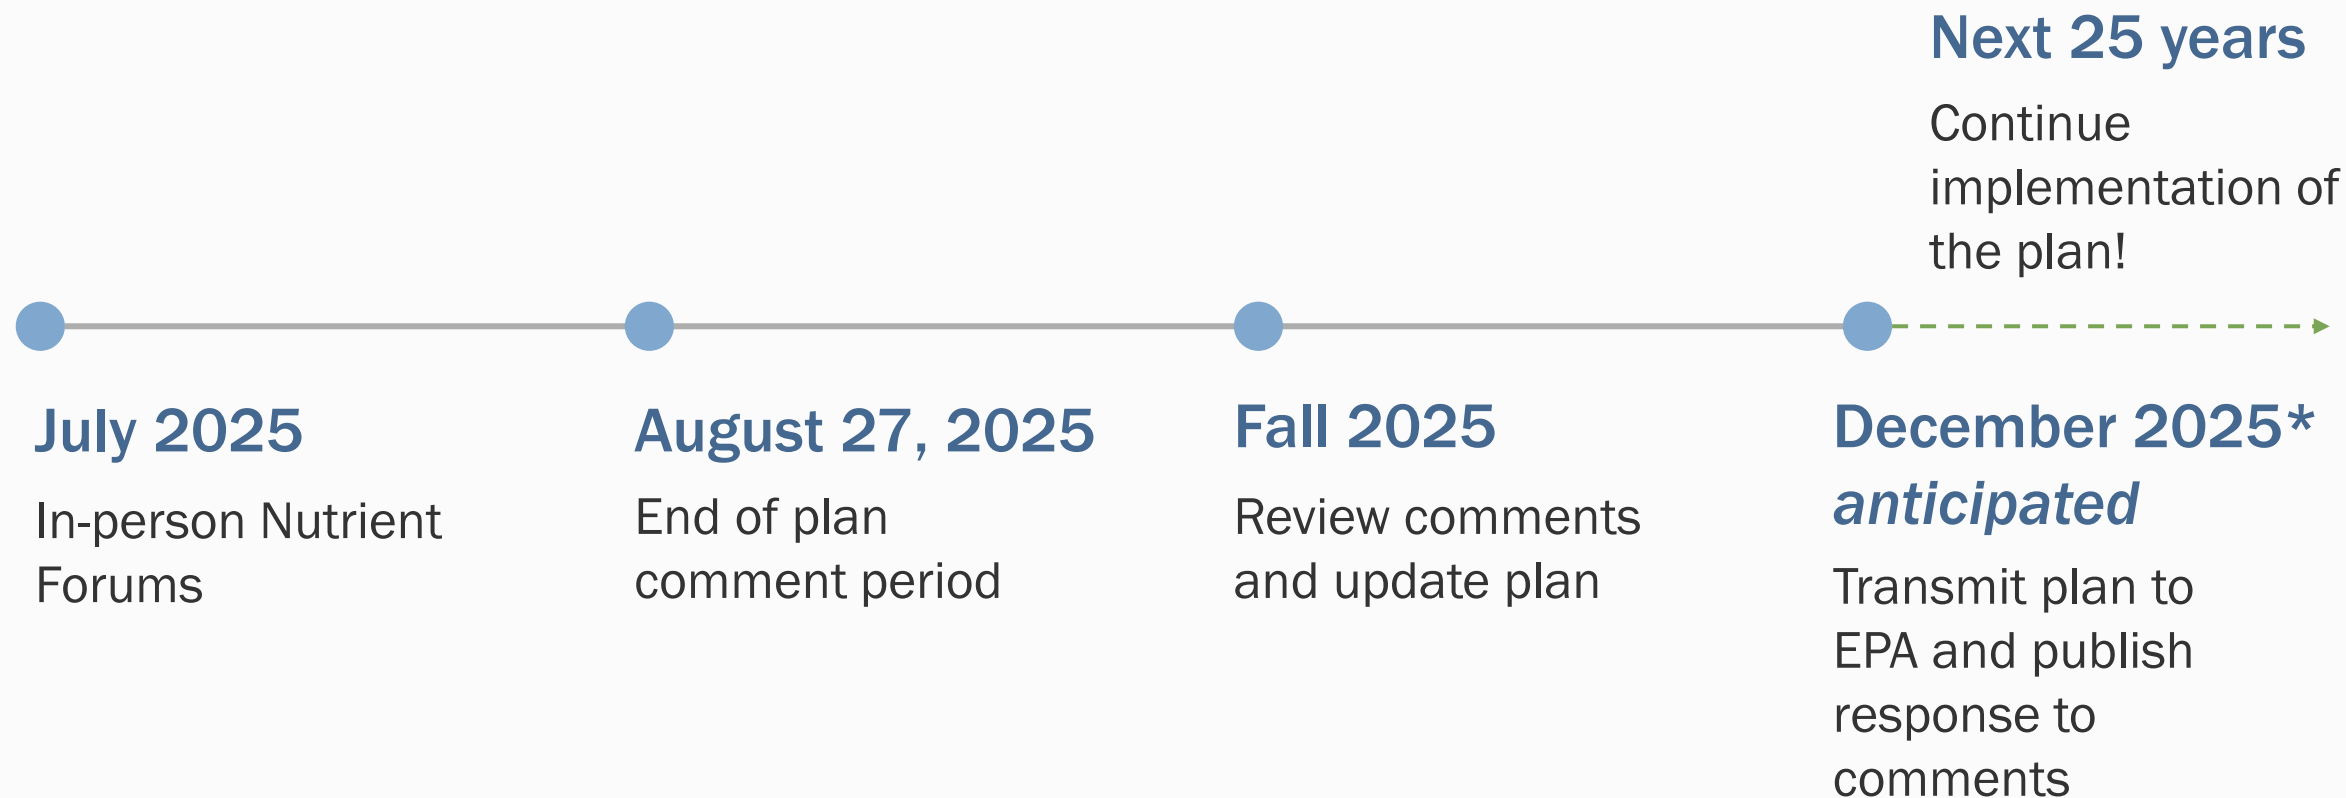 Next 25 years
Continue
implementation of
the plan!
July 2025
In-person Nutrient
Forums
August 27, 2025
End of plan
comment period
Fall 2025
Review comments
and update plan
December 2025*
anticipated
Transmit plan to
EPA and publish
response to
comments